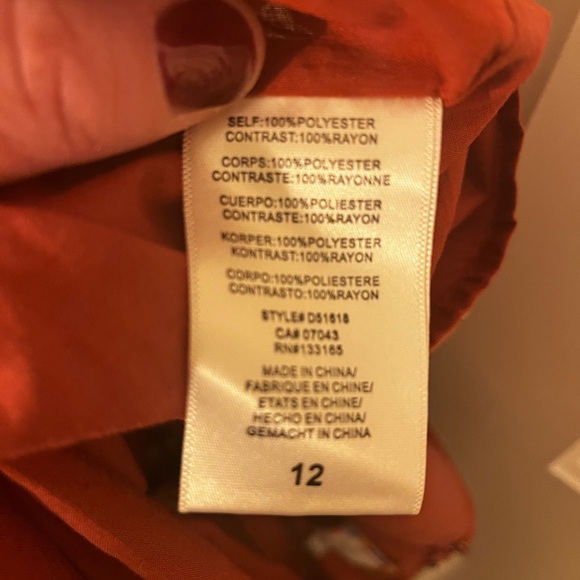 SELF:100%POLYESTER
CONTRAST:100%RAYON
CORPS:100%POLYESTER
CONTRASTE:100%RAYONNE
CUERPO:100%POLIESTER
CONTRASTE:100%RAYON
KORPER:100%POLYESTER
KONTRAST:100%RAYON
CORPO:100%POLIESTERE
CONTRASTO:100%RAYON
STYLE# D51618
CA# 07043
RN#133165
MADE IN CHINA/
FABRIQUE EN CHINE/
ETATS EN CHINE/
HECHO EN CHINA/
GEMACHT IN CHINA
12